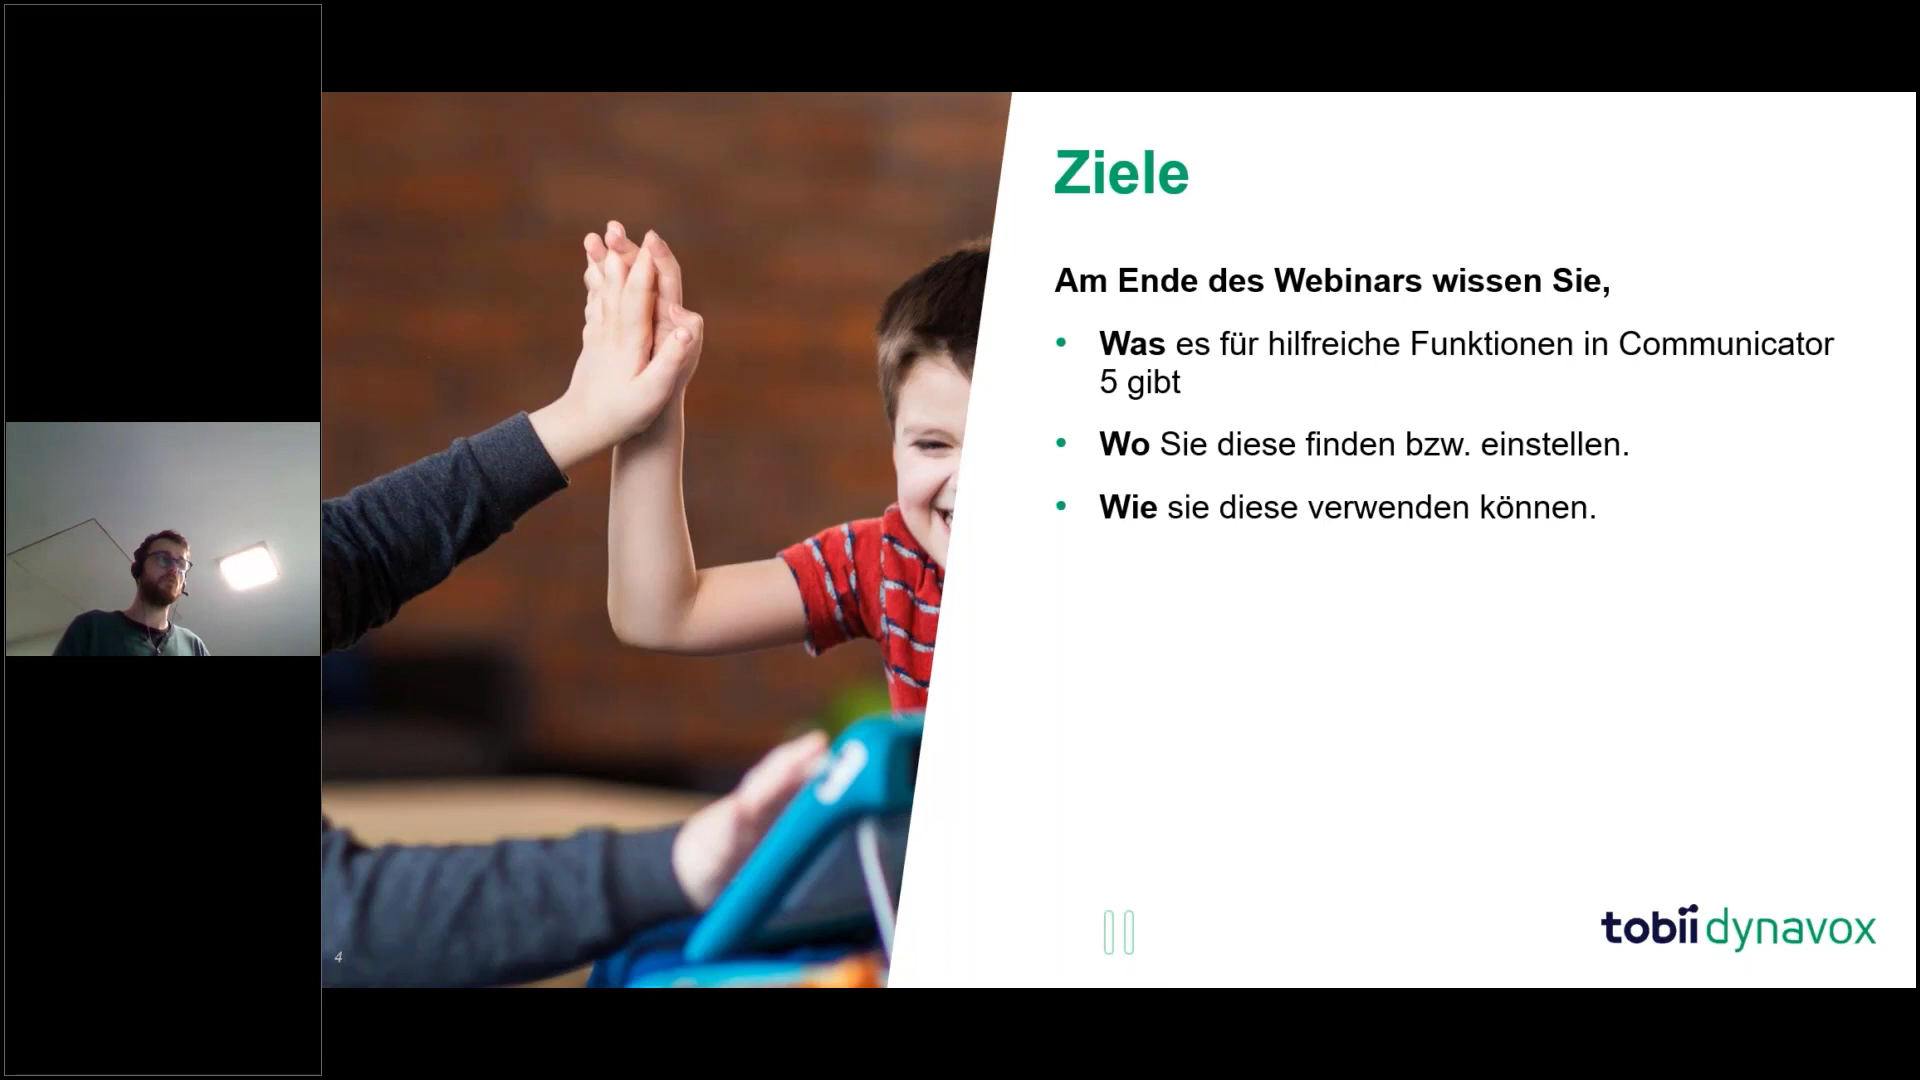 Ziele
Am Ende des Webinars wissen Sie,
• Was es für hilfreiche Funktionen in Communicator
5 gibt
• Wo Sie diese finden bzw. einstellen.
• Wie sie diese verwenden können.
4
tobii dynavox